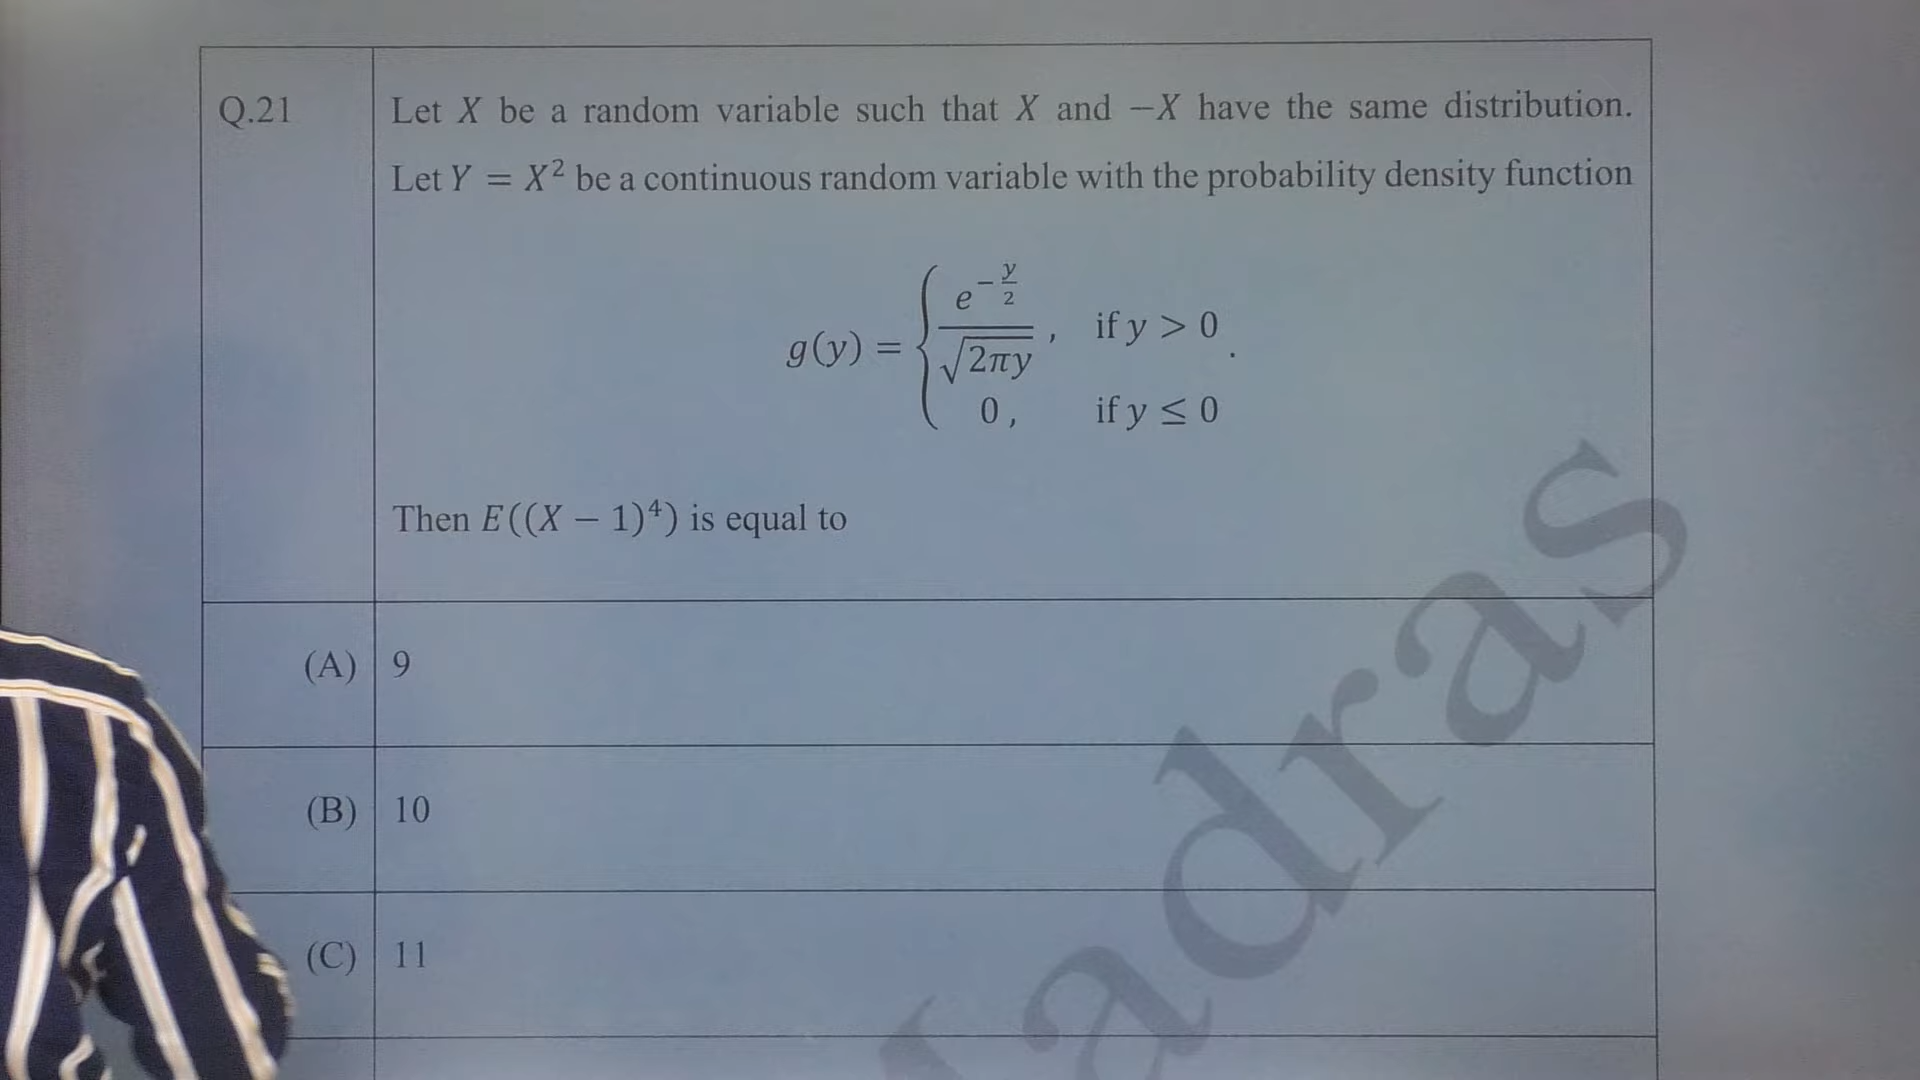 Q.21
Let X be a random variable such that X and −X have the same distribution.
Let Y = X² be a continuous random variable with the probability density function
g(y) = { e^{−y/2} / √(2πy) , if y > 0
0 , if y ≤ 0 .
Then E((X − 1)⁴) is equal to
(A) 9
(B) 10
(C) 11
adras